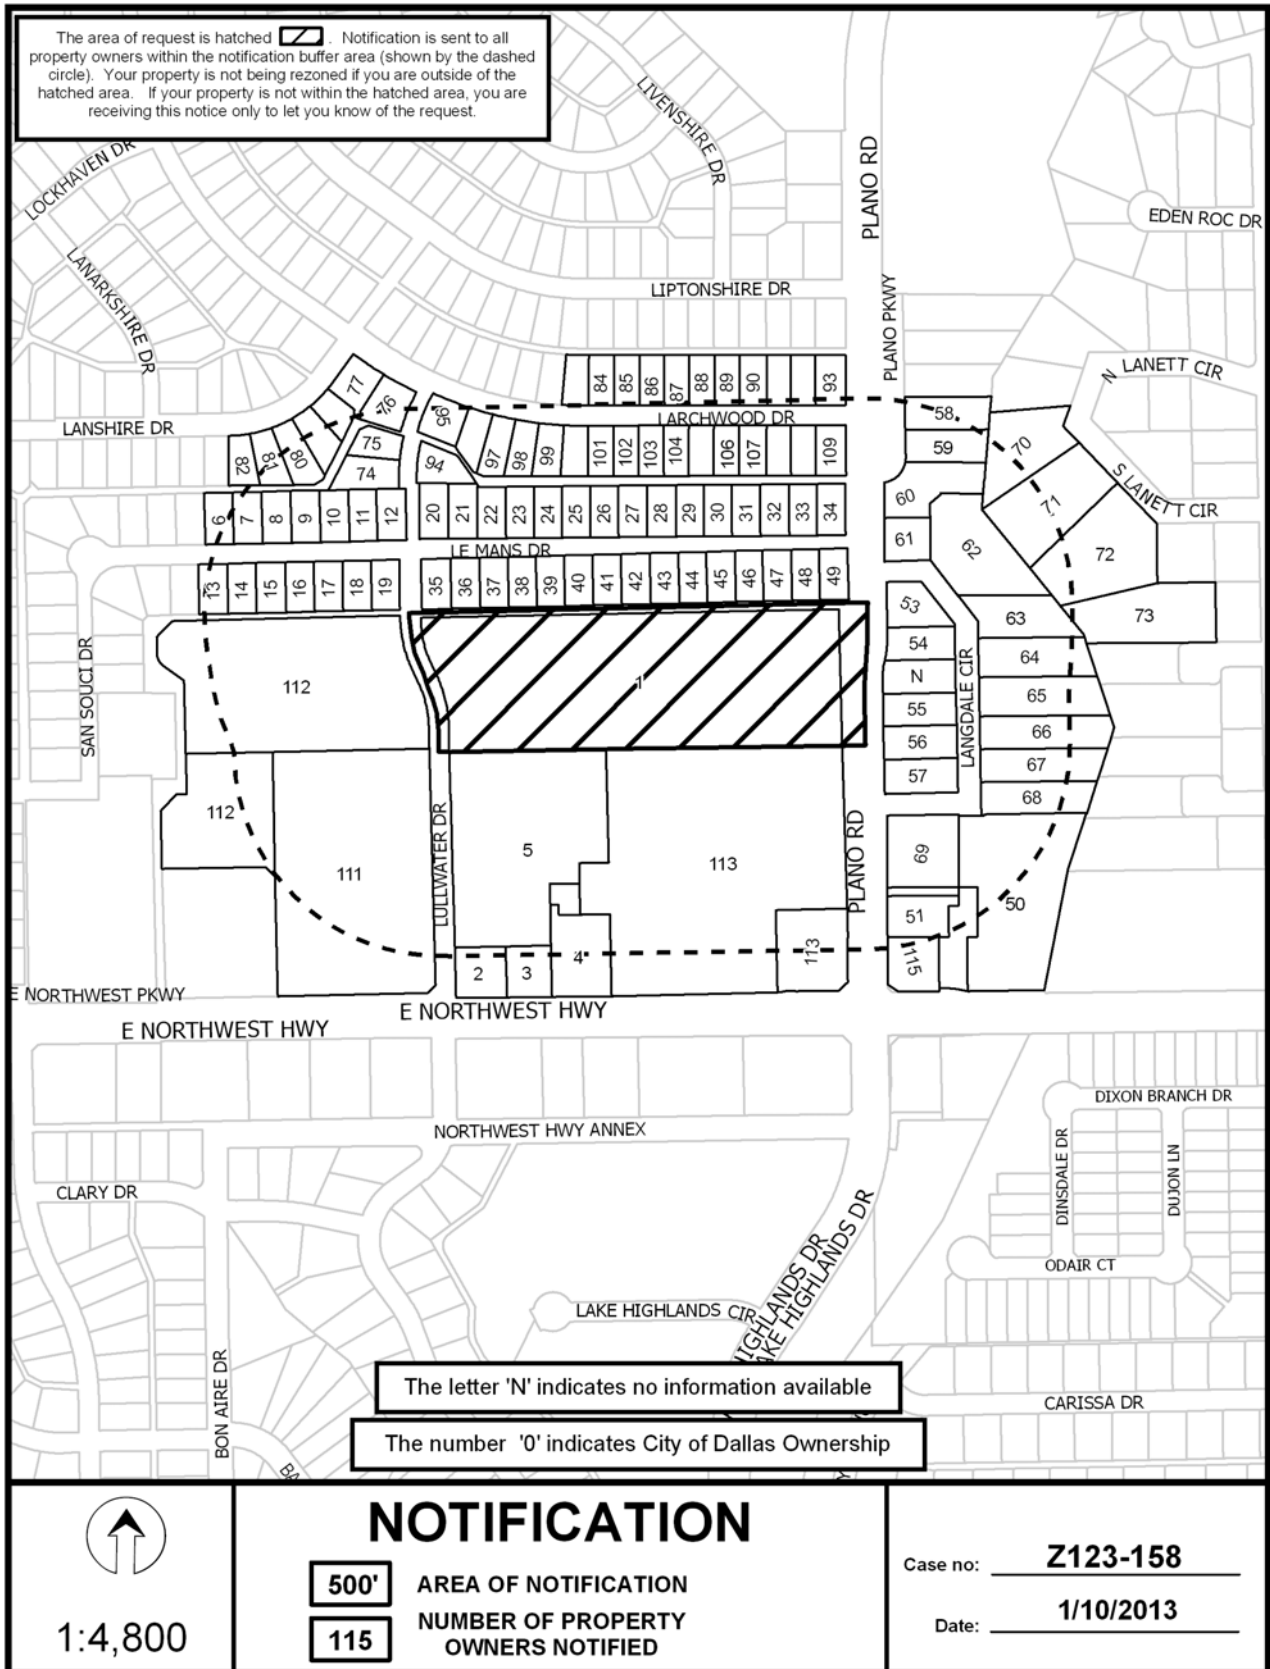 The area of request is hatched . Notification is sent to all
property owners within the notification buffer area (shown by the dashed
circle). Your property is not being rezoned if you are outside of the
hatched area. If your property is not within the hatched area, you are
receiving this notice only to let you know of the request.
LIVENSHIRE DR
PLANO RD
LOCKHAVEN DR
EDEN ROC DR
LANARKSHIRE DR
LIPTONSHIRE DR
PLANO PKWY
N LANETT CIR
77
76
84
85
86
87
88
89
90
93
LANSHIRE DR
95
LARCHWOOD DR
58
82
81
80
75
74
94
97
98
99
101
102
103
104
106
107
109
59
70
71
S LANETT CIR
6
7
8
9
10
11
12
20
21
22
23
24
25
26
27
28
29
30
31
32
33
34
60
61
62
72
LE MANS DR
13
14
15
16
17
18
19
35
36
37
38
39
40
41
42
43
44
45
46
47
48
49
53
63
73
SAN SOUCI DR
112
1
54
N
55
56
57
LANGDALE CIR
64
65
66
67
68
112
111
LULLWATER DR
5
113
PLANO RD
69
51
50
2
3
4
113
115
E NORTHWEST PKWY
E NORTHWEST HWY
E NORTHWEST HWY
NORTHWEST HWY ANNEX
DIXON BRANCH DR
DINSDALE DR
DUJON LN
CLARY DR
ODAIR CT
LAKE HIGHLANDS CIR
HIGHLANDS DR
LAKE HIGHLANDS DR
BON AIRE DR
CARISSA DR
BA
The letter 'N' indicates no information available
The number '0' indicates City of Dallas Ownership
1:4,800
NOTIFICATION
500' AREA OF NOTIFICATION
115 NUMBER OF PROPERTY
OWNERS NOTIFIED
Case no: Z123-158
Date: 1/10/2013